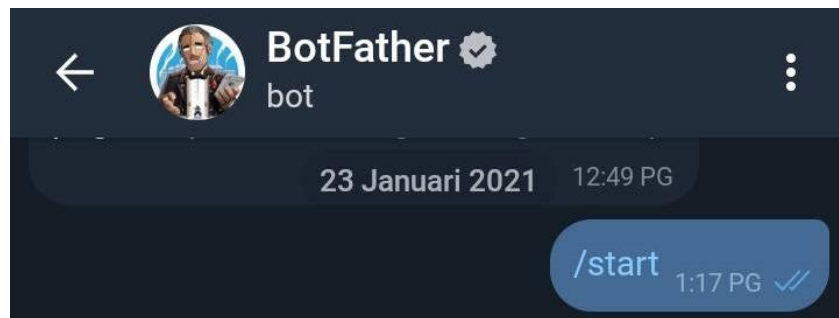 BotFather
bot
23 Januari 2021
12:49 PG
/start
1:17 PG